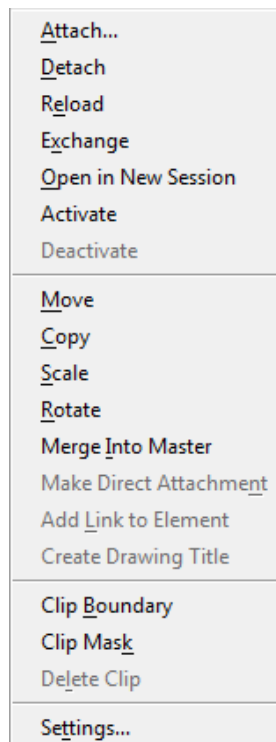 Attach...
Detach
Reload
Exchange
Open in New Session
Activate
Deactivate
Move
Copy
Scale
Rotate
Merge Into Master
Make Direct Attachment
Add Link to Element
Create Drawing Title
Clip Boundary
Clip Mask
Delete Clip
Settings...